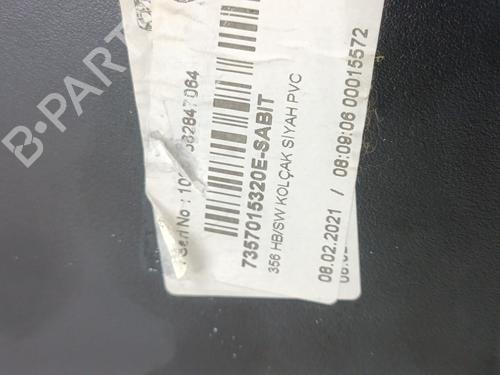 B-PARTS
Seri No : 10
382847064
7357015320E-SABIT
356 HB/SW KOLÇAK SIYAH PVC
08.02.2021 / 08:09:06 00015572